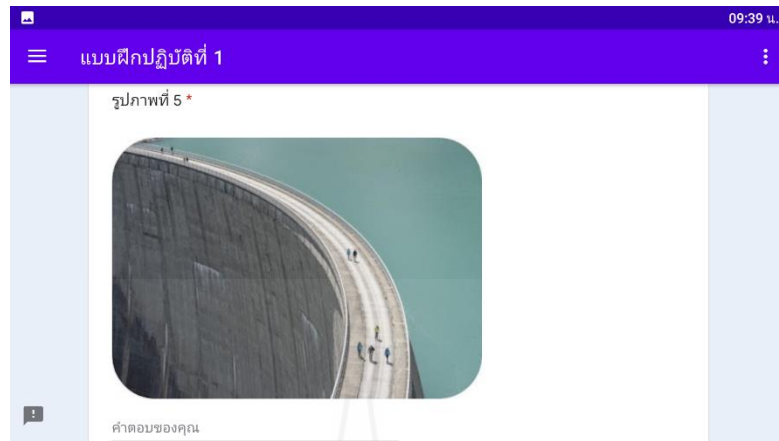 09:39 น.
แบบฝึกปฏิบัติที่ 1
รูปภาพที่ 5 *
คำตอบของคุณ